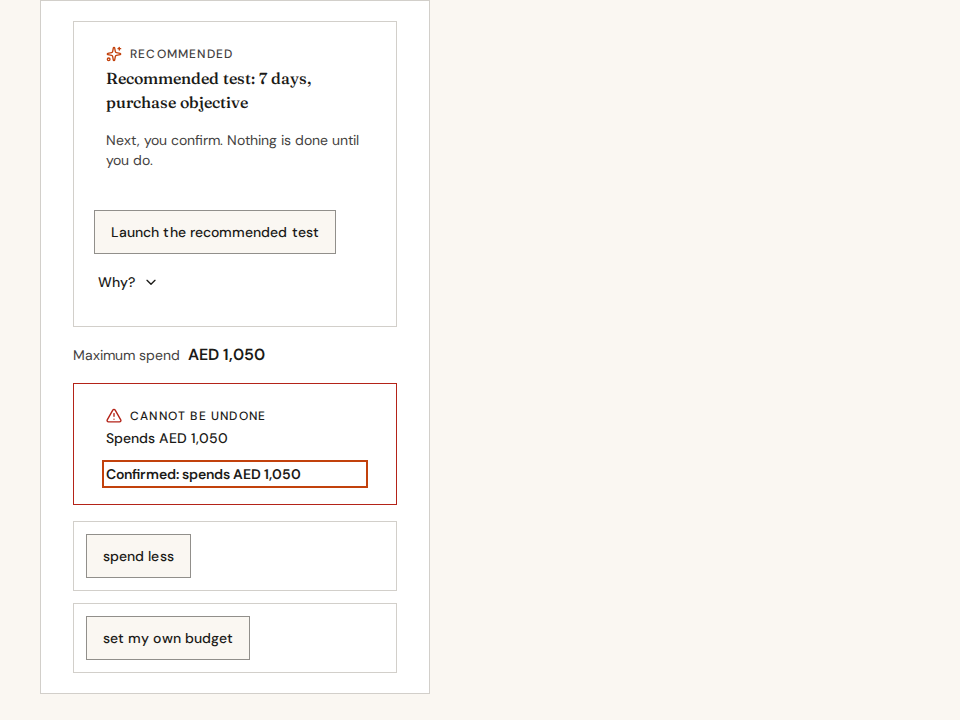 RECOMMENDED
Recommended test: 7 days,
purchase objective
Next, you confirm. Nothing is done until
you do.
Launch the recommended test
Why?
Maximum spend AED 1,050
CANNOT BE UNDONE
Spends AED 1,050
Confirmed: spends AED 1,050
spend less
set my own budget